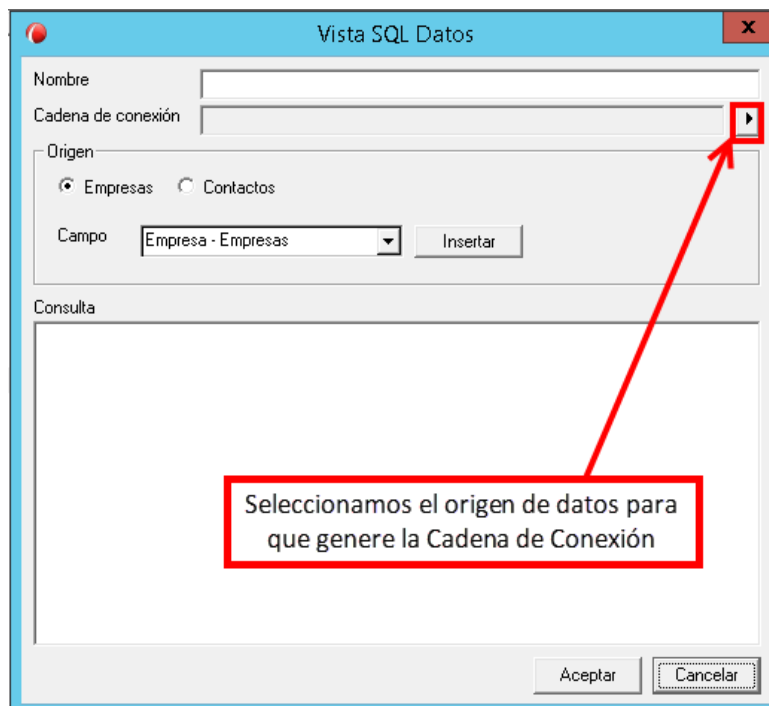 Vista SQL Datos
x
Nombre
Cadena de conexión
Origen
Empresas Contactos
Campo Empresa - Empresas Insertar
Consulta
Seleccionamos el origen de datos para
que genere la Cadena de Conexión
Aceptar Cancelar